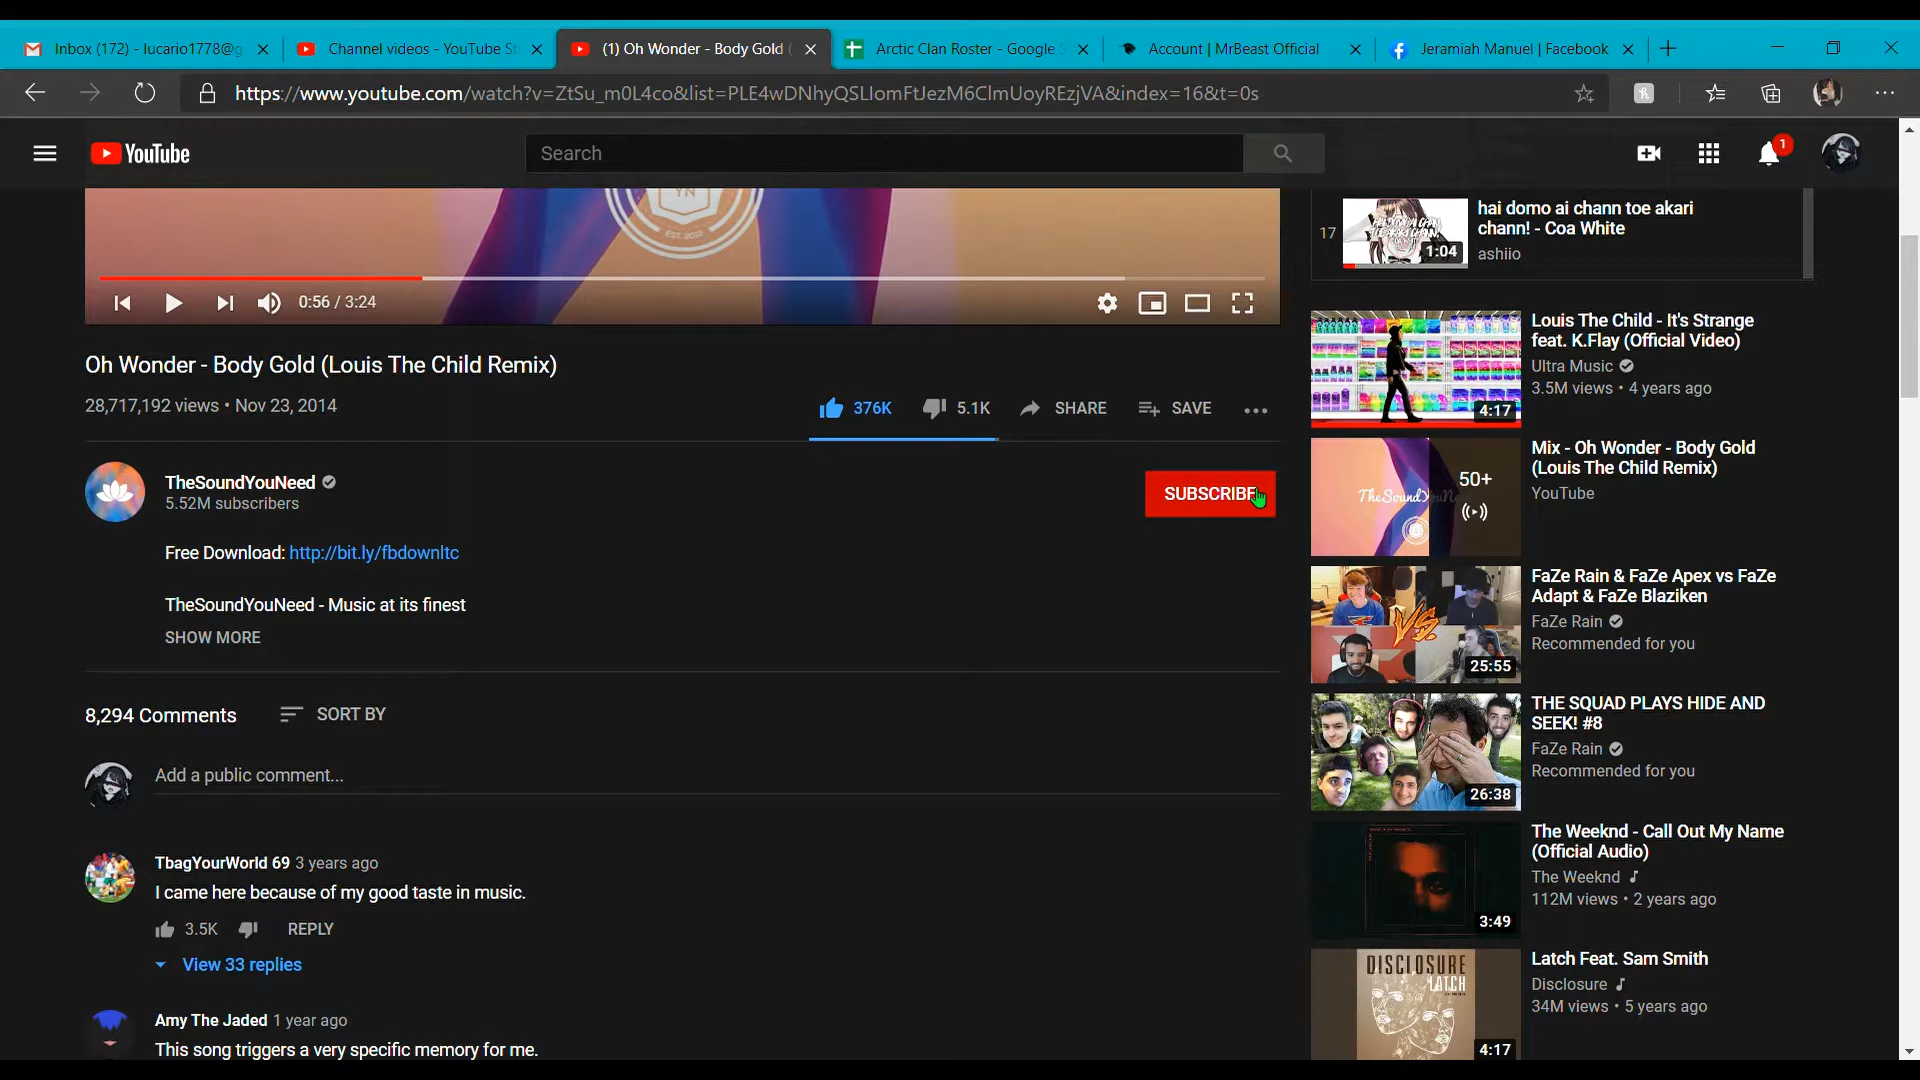 Inbox (172) - lucario1778@g
Channel videos - YouTube St
(1) Oh Wonder - Body Gold (
Arctic Clan Roster - Google S
Account | MrBeast Official
Jeramiah Manuel | Facebook
https://www.youtube.com/watch?v=ZtSu_m0L4co&list=PLE4wDNhyQSLIomFtJezM6ClmUoyREzjVA&index=16&t=0s
YouTube
Search
1
YN
EST. 2012
0:56 / 3:24
Oh Wonder - Body Gold (Louis The Child Remix)
28,717,192 views • Nov 23, 2014
376K
5.1K
SHARE
SAVE
TheSoundYouNeed
5.52M subscribers
SUBSCRIBE
Free Download: http://bit.ly/fbdownltc
TheSoundYouNeed - Music at its finest
SHOW MORE
8,294 Comments
SORT BY
Add a public comment...
TbagYourWorld 69 3 years ago
I came here because of my good taste in music.
3.5K
REPLY
View 33 replies
Amy The Jaded 1 year ago
This song triggers a very specific memory for me.
17
1:04
hai domo ai chann toe akari
chann! - Coa White
ashiio
4:17
Louis The Child - It's Strange
feat. K.Flay (Official Video)
Ultra Music
3.5M views • 4 years ago
50+
Mix - Oh Wonder - Body Gold
(Louis The Child Remix)
YouTube
VS.
25:55
FaZe Rain & FaZe Apex vs FaZe
Adapt & FaZe Blaziken
FaZe Rain
Recommended for you
26:38
THE SQUAD PLAYS HIDE AND
SEEK! #8
FaZe Rain
Recommended for you
3:49
The Weeknd - Call Out My Name
(Official Audio)
The Weeknd
112M views • 2 years ago
DISCLOSURE
LATCH
4:17
Latch Feat. Sam Smith
Disclosure
34M views • 5 years ago